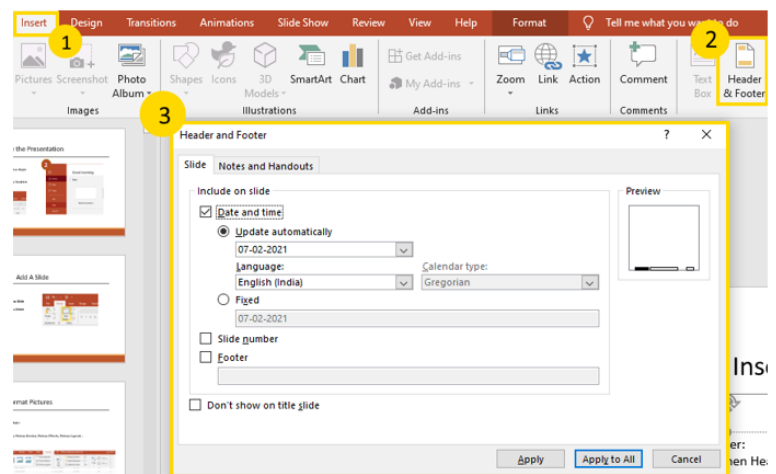 Insert Design Transitions Animations Slide Show Review View Help Format Tell me what you want to do
1
2
Pictures Screenshot Photo Album
Shapes Icons 3D Models SmartArt Chart
Get Add-ins
My Add-ins
Zoom Link Action
Comment
Text Box
Header & Footer
Images Illustrations Add-ins Links Comments
3
Header and Footer ? X
Slide Notes and Handouts
Include on slide
Preview
Date and time
Update automatically
07-02-2021
Language: Calendar type:
English (India) Gregorian
Fixed
07-02-2021
Slide number
Footer
Don't show on title slide
Apply Apply to All Cancel
the Presentation
2
Add A Slide
rmat Pictures
Ins
er:
en Hea